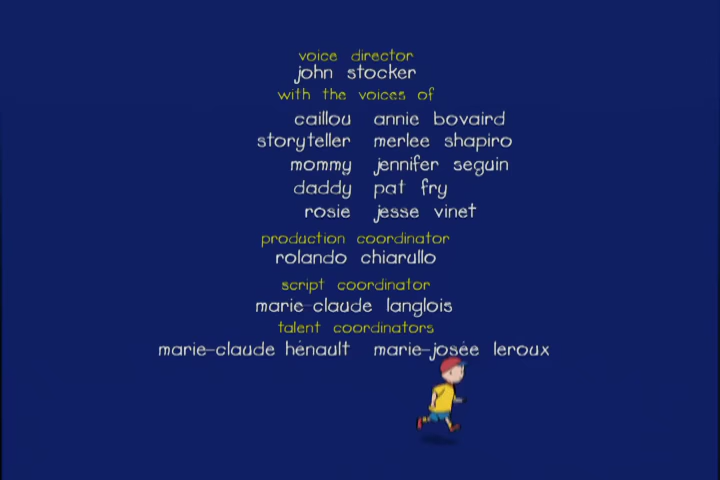 voice director
john stocker
with the voices of
caillou annie bovaird
storyteller merlee shapiro
mommy jennifer seguin
daddy pat fry
rosie jesse vinet
production coordinator
rolando chiarullo
script coordinator
marie-claude langlois
talent coordinators
marie-claude hénault marie-josée leroux